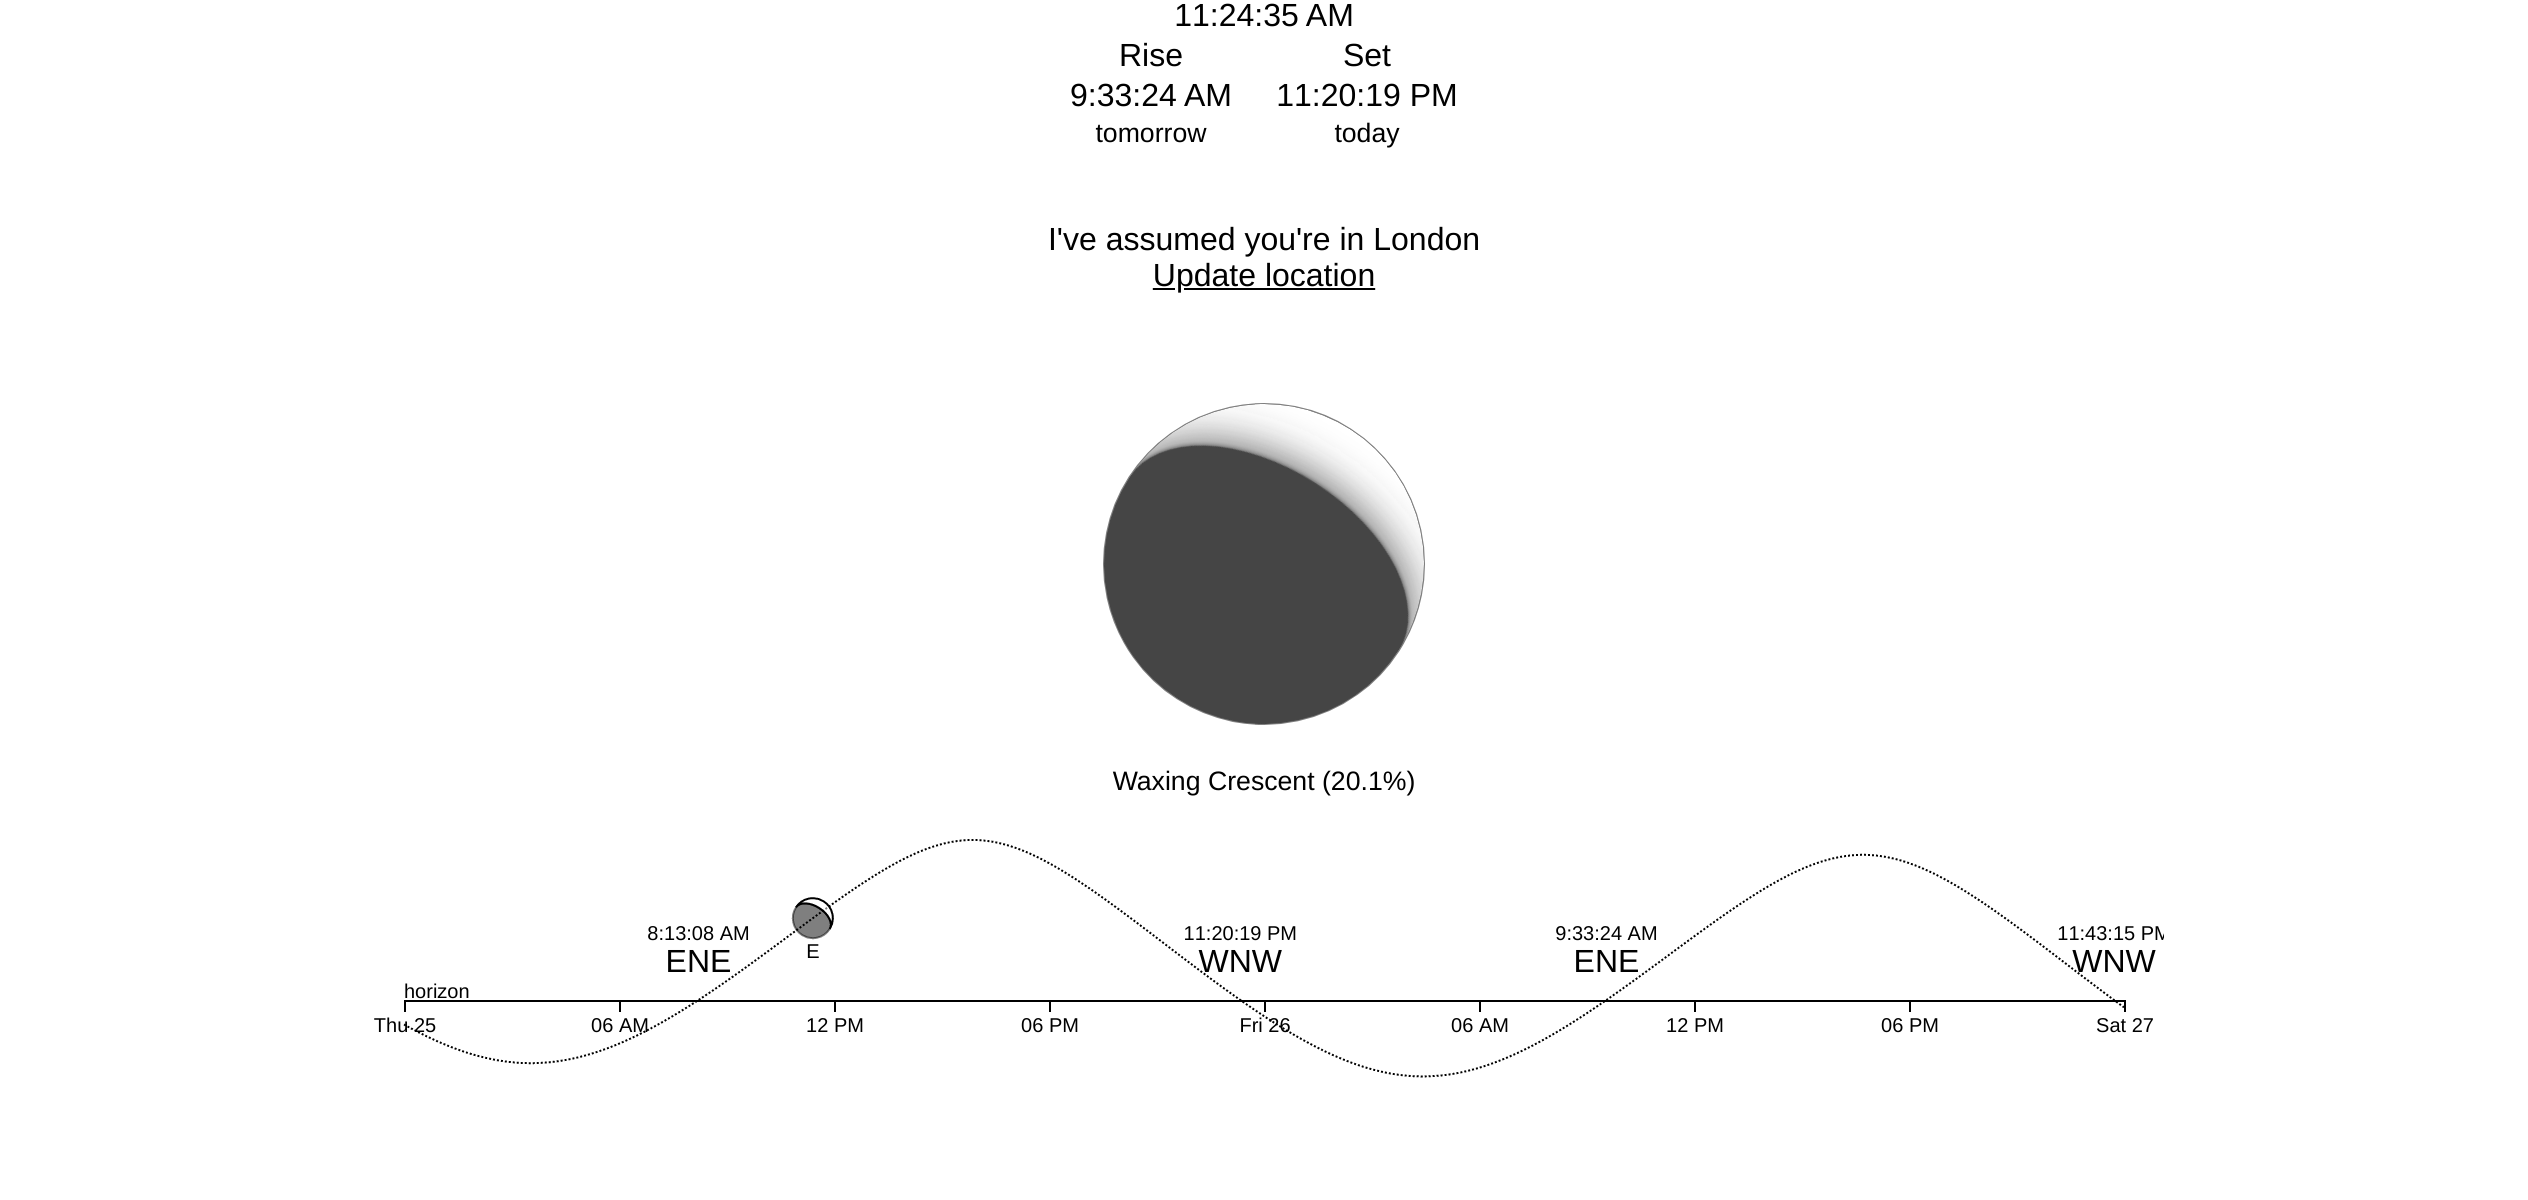 11:24:35 AM
Rise Set
9:33:24 AM 11:20:19 PM
tomorrow today
I've assumed you're in London
Update location
Waxing Crescent (20.1%)
8:13:08 AM 11:20:19 PM 9:33:24 AM 11:43:15 PM
ENE E WNW ENE WNW
horizon
Thu 25 06 AM 12 PM 06 PM Fri 26 06 AM 12 PM 06 PM Sat 27